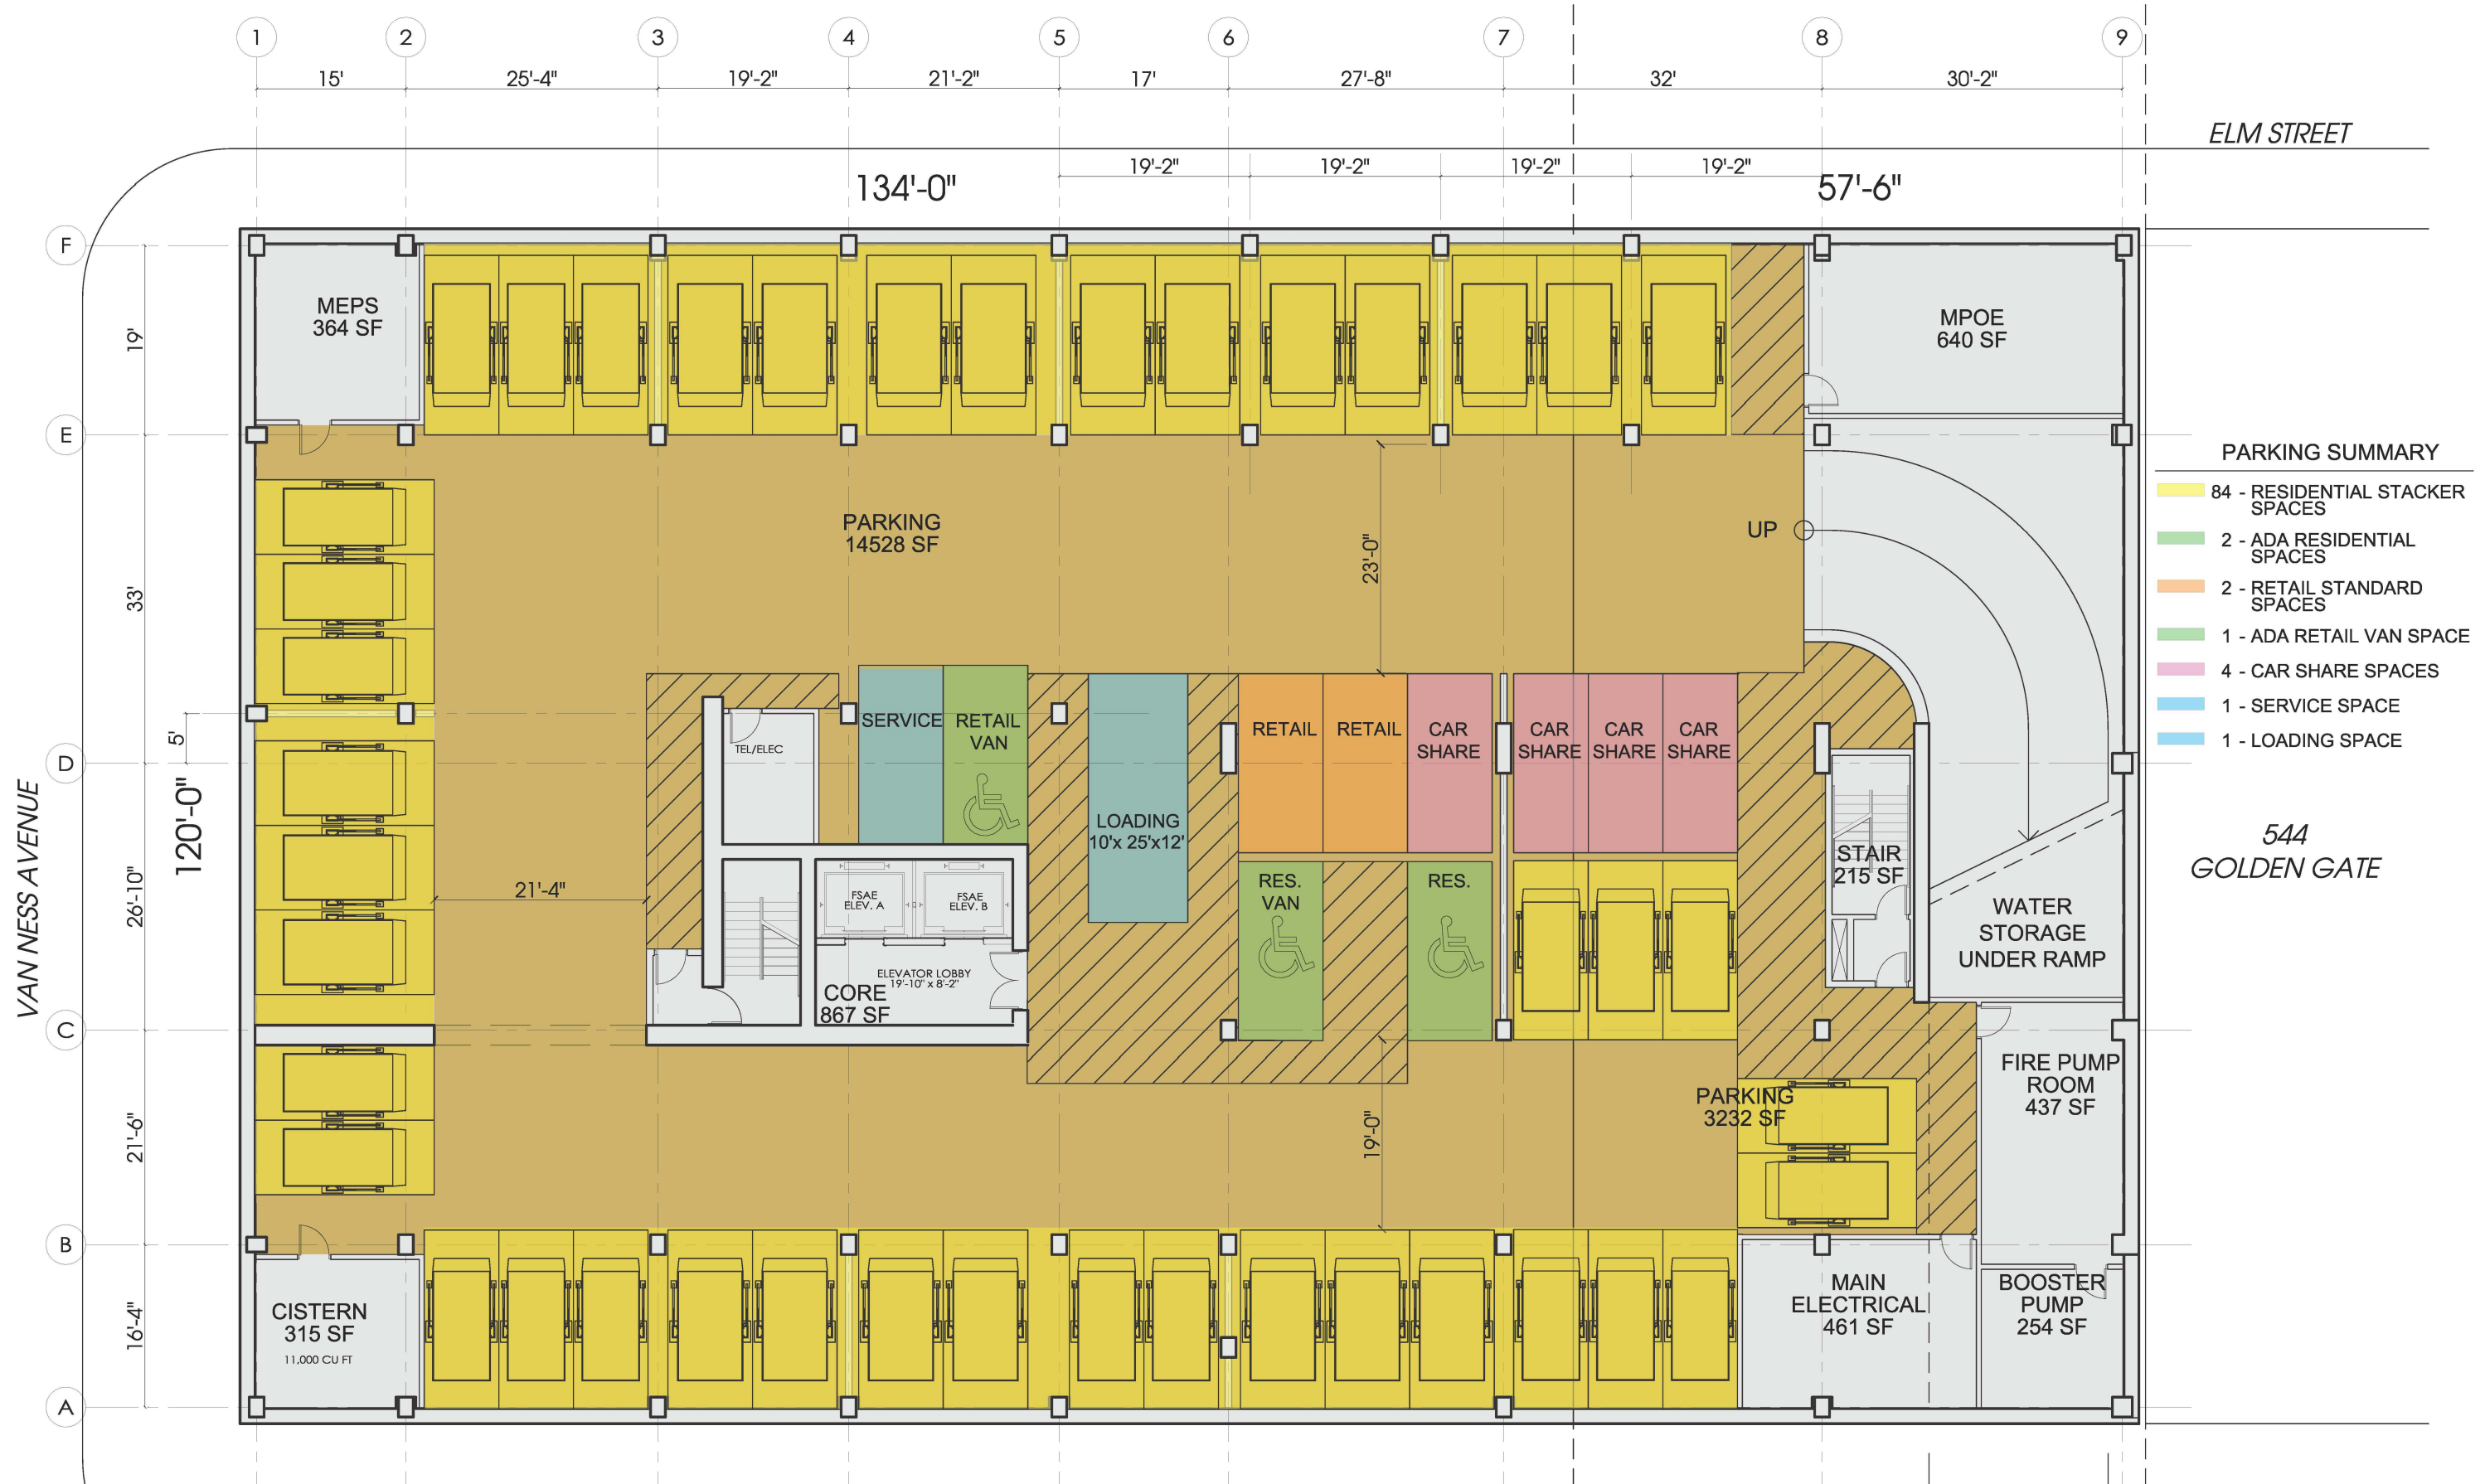 1 2 3 4 5 6 7 8 9
15' 25'-4" 19'-2" 21'-2" 17' 27'-8" 32' 30'-2"
ELM STREET
19'-2" 19'-2" 19'-2" 19'-2"
134'-0" 57'-6"
F
MEPS
364 SF
MPOE
640 SF
19'
E
PARKING SUMMARY
84 - RESIDENTIAL STACKER
SPACES
2 - ADA RESIDENTIAL
SPACES
2 - RETAIL STANDARD
SPACES
1 - ADA RETAIL VAN SPACE
4 - CAR SHARE SPACES
1 - SERVICE SPACE
1 - LOADING SPACE
PARKING
14528 SF
UP
23'-0"
33'
5'
D
120'-0"
VAN NESS AVENUE
TEL/ELEC
SERVICE
RETAIL
VAN
LOADING
10'x 25'x12'
RETAIL
RETAIL
CAR
SHARE
CAR
SHARE
CAR
SHARE
CAR
SHARE
544
GOLDEN GATE
STAIR
215 SF
26'-10"
21'-4"
FSAE
ELEV. A
FSAE
ELEV. B
RES.
VAN
RES.
WATER
STORAGE
UNDER RAMP
ELEVATOR LOBBY
19'-10" x 8'-2"
CORE
867 SF
C
FIRE PUMP
ROOM
437 SF
PARKING
3232 SF
21'-6"
19'-0"
B
CISTERN
315 SF
11,000 CU FT
16'-4"
MAIN
ELECTRICAL
461 SF
BOOSTER
PUMP
254 SF
A